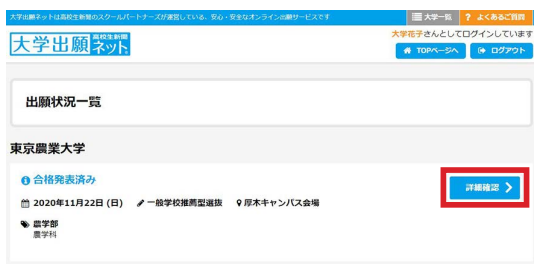 大学出願ネットは高校生新聞のスクールパートナーズが運営している、安心・安全なオンライン出願サービスです
大学一覧
? よくあるご質問
大学出願 高校生新聞 ネット
大学花子さんとしてログインしています
TOPページへ
ログアウト
出願状況一覧
東京農業大学
合格発表済み
詳細確認
2020年11月22日 (日) 一般学校推薦型選抜 厚木キャンパス会場
農学部
農学科